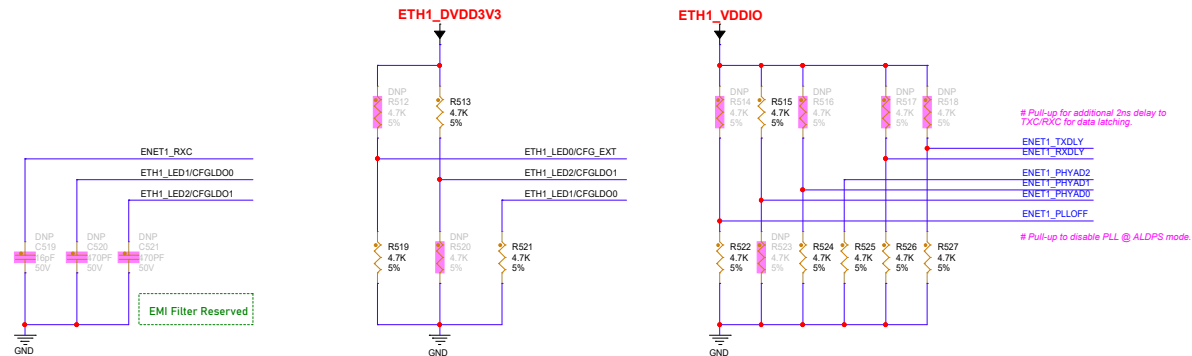 ETH1_DVDD3V3
ETH1_VDDIO
DNP
R512
4.7K
5%
R513
4.7K
5%
DNP
R514
4.7K
5%
R515
4.7K
5%
DNP
R516
4.7K
5%
DNP
R517
4.7K
5%
DNP
R518
4.7K
5%
# Pull-up for additional 2ns delay to
TXC/RXC for data latching.
ENET1_RXC
ETH1_LED1/CFGLDO0
ETH1_LED2/CFGLDO1
ETH1_LED0/CFG_EXT
ETH1_LED2/CFGLDO1
ETH1_LED1/CFGLDO0
ENET1_TXDLY
ENET1_RXDLY
ENET1_PHYAD2
ENET1_PHYAD1
ENET1_PHYAD0
ENET1_PLLOFF
# Pull-up to disable PLL @ ALDPS mode.
DNP
C519
16pF
50V
DNP
C520
470PF
50V
DNP
C521
470PF
50V
R519
4.7K
5%
DNP
R520
4.7K
5%
R521
4.7K
5%
R522
4.7K
5%
DNP
R523
4.7K
5%
R524
4.7K
5%
R525
4.7K
5%
R526
4.7K
5%
R527
4.7K
5%
EMI Filter Reserved
GND
GND
GND